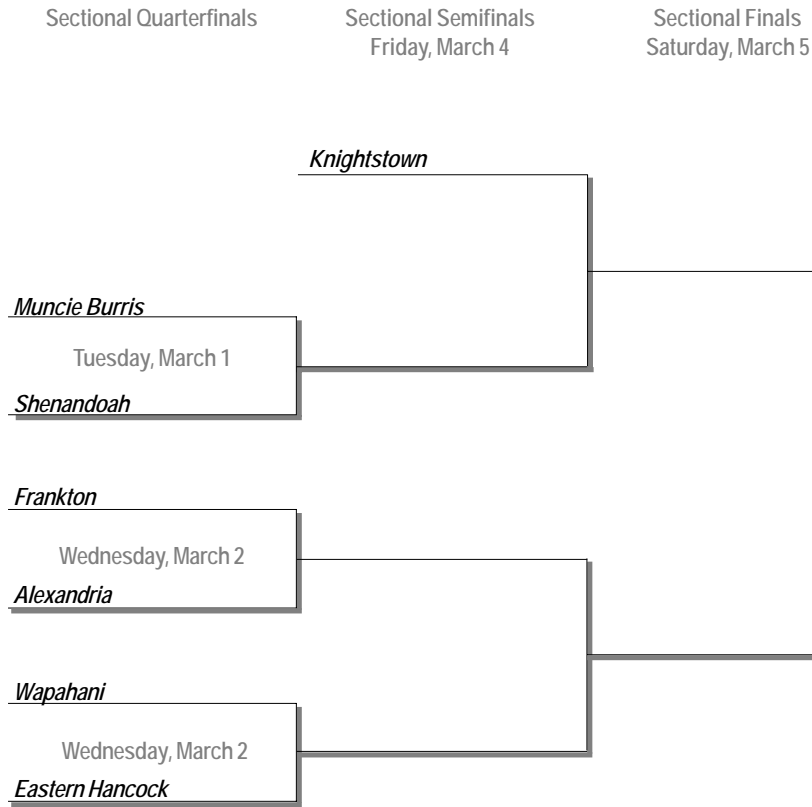 Sectional Quarterfinals
Sectional Semifinals
Friday, March 4
Sectional Finals
Saturday, March 5
Knightstown
Muncie Burris
Tuesday, March 1
Shenandoah
Frankton
Wednesday, March 2
Alexandria
Wapahani
Wednesday, March 2
Eastern Hancock